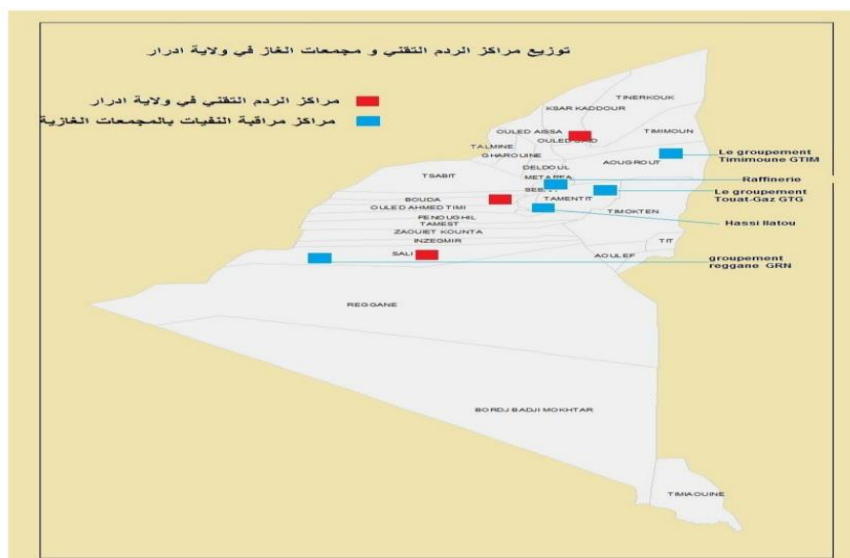 توزيع مراكز الردم التقني و مجمعات الغاز في ولاية ادرار
مراكز الردم التقني في ولاية ادرار
مراكز مراقبة النفيات بالمجمعات الغازية
TINERKOUK
KSAR KADDOUR
OULED AISSA
TIMIMOUN
OULED
TALMINE
GHAROUINE
AOUGROUT
Le groupement
Timimoune GTIM
DELDOUL
TSABIT
Raffinerie
BOUDA
TAMENTIT
Le groupement
Touat-Gaz GTG
OULED AHMED TIMI
TIMOKTEN
FENOUGHIL
TAMEST
Hassi Ilatou
ZAOUIET KOUNTA
INZEGMIR
TIT
SALI
AOULEF
groupement
reggane GRN
REGGANE
BORDJ BADJI MOKHTAR
TIMIAOUINE